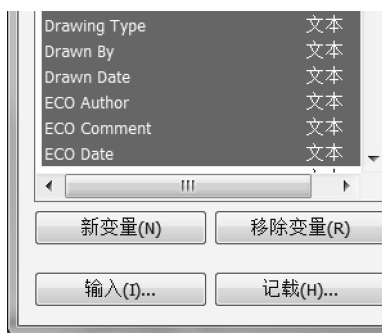 Drawing Type 文本
Drawn By 文本
Drawn Date 文本
ECO Author 文本
ECO Comment 文本
ECO Date 文本
新变量(N) 移除变量(R)
输入(I)... 记载(H)...